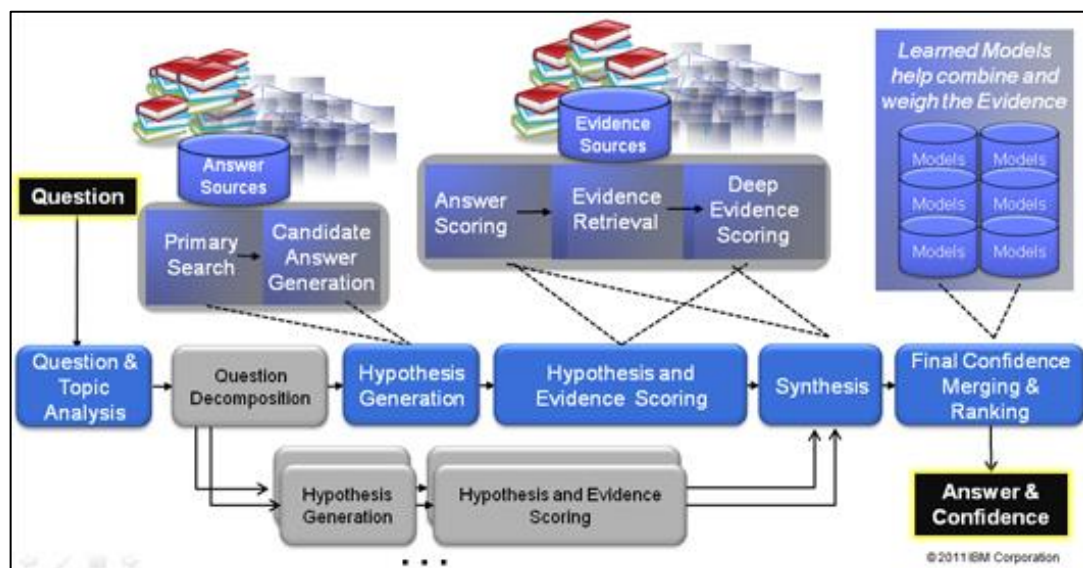 Learned Models
help combine and
weigh the Evidence
Answer
Sources
Evidence
Sources
Models
Models
Models
Models
Models
Models
Question
Primary
Search
Candidate
Answer
Generation
Answer
Scoring
Evidence
Retrieval
Deep
Evidence
Scoring
Question &
Topic
Analysis
Question
Decomposition
Hypothesis
Generation
Hypothesis and
Evidence Scoring
Synthesis
Final Confidence
Merging &
Ranking
Hypothesis
Generation
Hypothesis and Evidence
Scoring
. . .
Answer &
Confidence
©2011 IBM Corporation